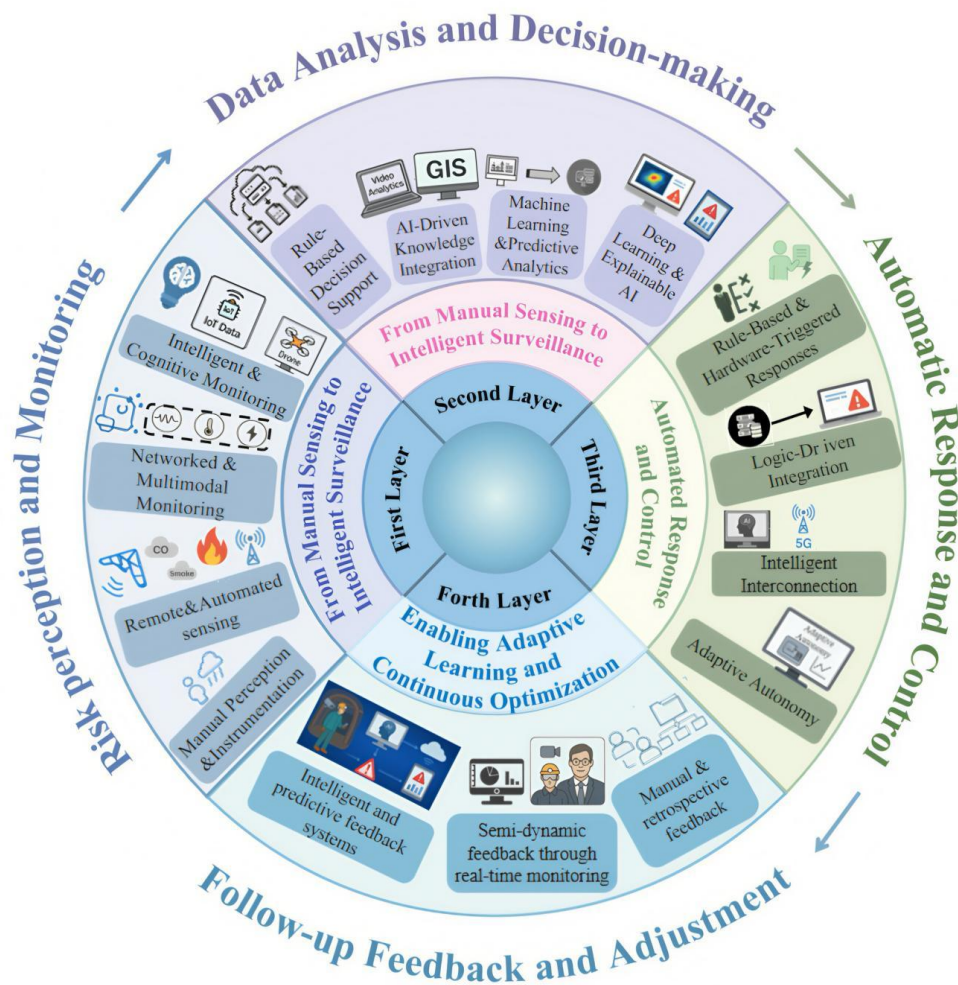 Data Analysis and Decision-making
Rule-
Based
Decision
Support
Video
Analytics
GIS
AI-Driven
Knowledge
Integration
Machine
Learning
&Predictive
Analytics
Deep
Learning &
Explainable
AI
From Manual Sensing to
Intelligent Surveillance
Second Layer
Automatic Response and Control
Rule-Based &
Hardware-Triggered
Responses
Logic-Dr iven
Integration
AI
5G
Intelligent
Interconnection
Adaptive
Adaptive Autonomy
Automated Response
and Control
Third Layer
Follow-up Feedback and Adjustment
Manual &
retrospective
feedback
Semi-dynamic
feedback through
real-time monitoring
Intelligent and
predictive feedback
systems
Enabling Adaptive
Learning and
Continuous Optimization
Forth Layer
Risk perception and Monitoring
IoT
IoT Data
Drone
Intelligent &
Cognitive Monitoring
Networked &
Multimodal
Monitoring
CO
Smoke
Remote&Automated
sensing
Manual Perception
&Instrumentation
From Manual Sensing to
Intelligent Surveillance
First Layer